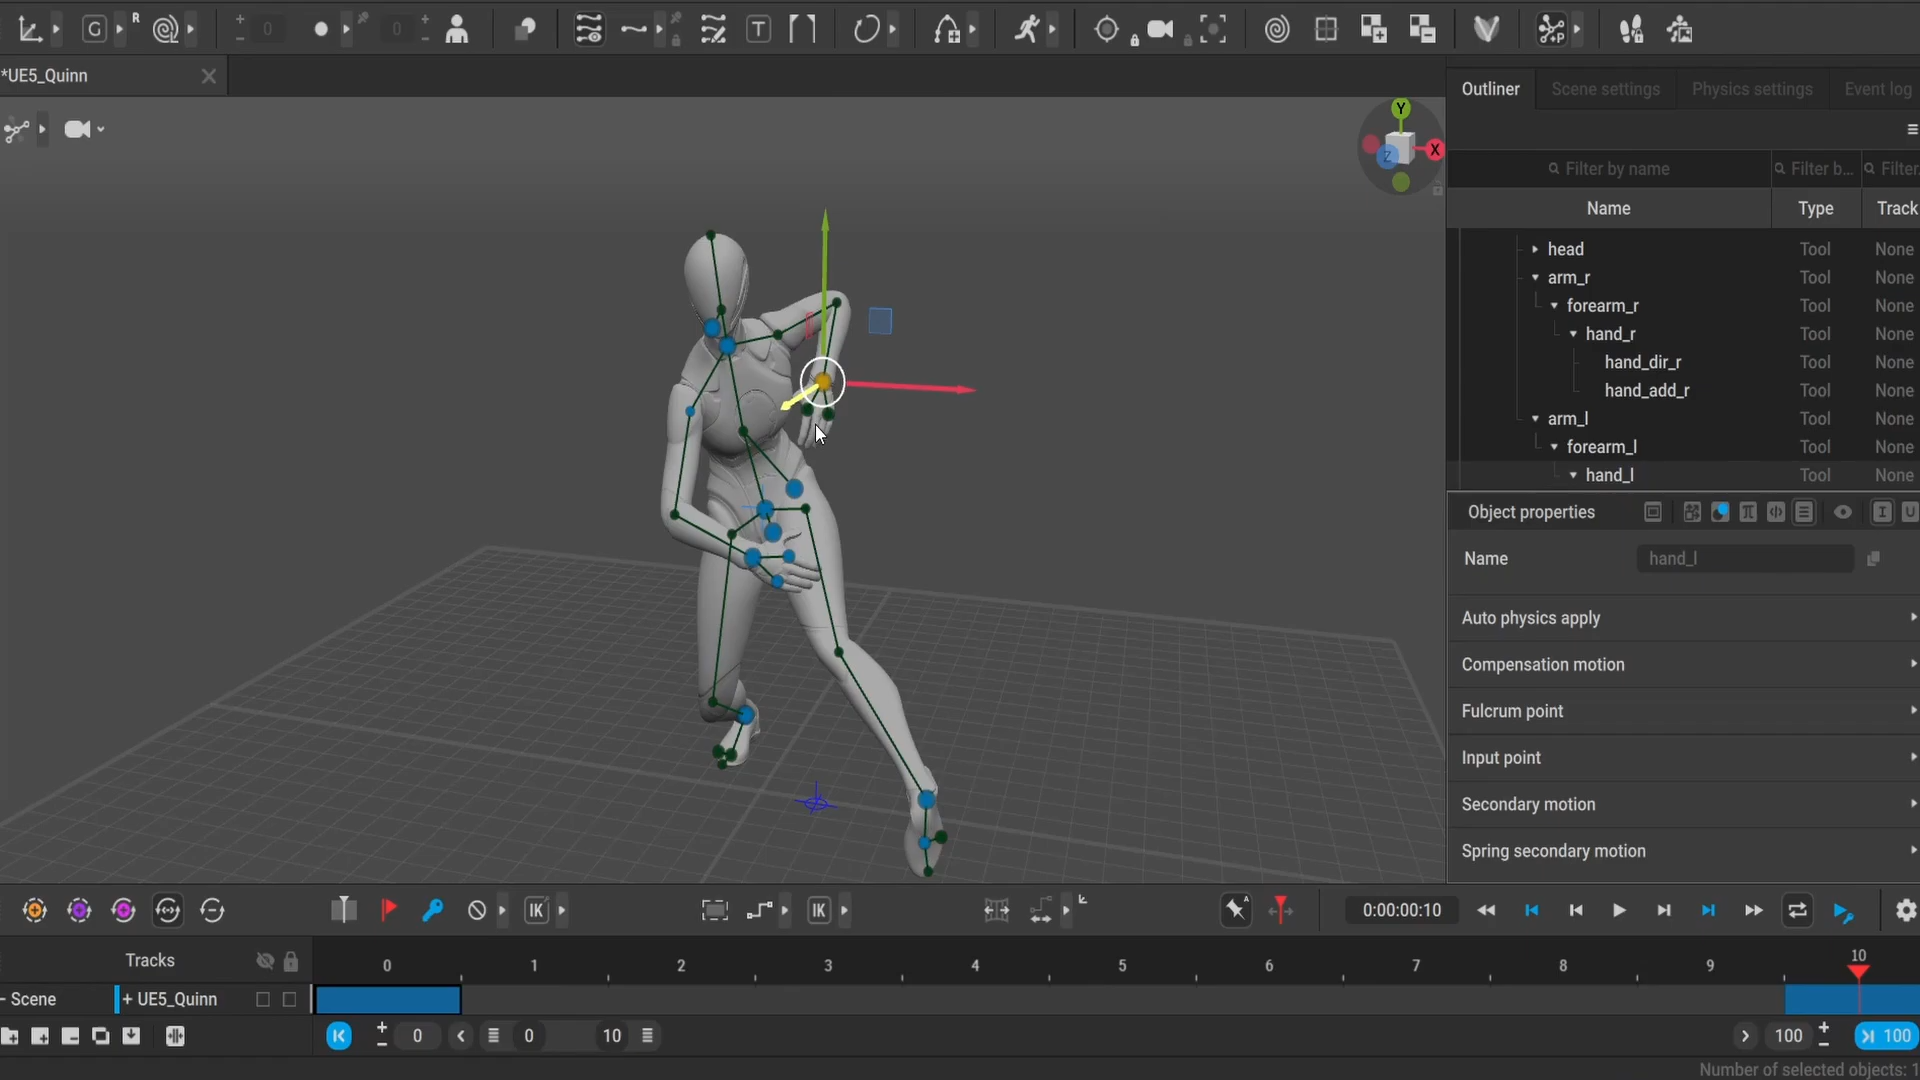 G R 0 0 T P
*UE5_Quinn
Outliner Scene settings Physics settings Event log
Y X Z
Filter by name Filter b... Filter
Name Type Track
head Tool None
arm_r Tool None
forearm_r Tool None
hand_r Tool None
hand_dir_r Tool None
hand_add_r Tool None
arm_l Tool None
forearm_l Tool None
hand_l Tool None
Object properties I U
Name hand_l
Auto physics apply
Compensation motion
Fulcrum point
Input point
Secondary motion
Spring secondary motion
IK IK A 0:00:00:10
Tracks 0 1 2 3 4 5 6 7 8 9 10
- Scene + UE5_Quinn
0 0 10 100 100
Number of selected objects: 1